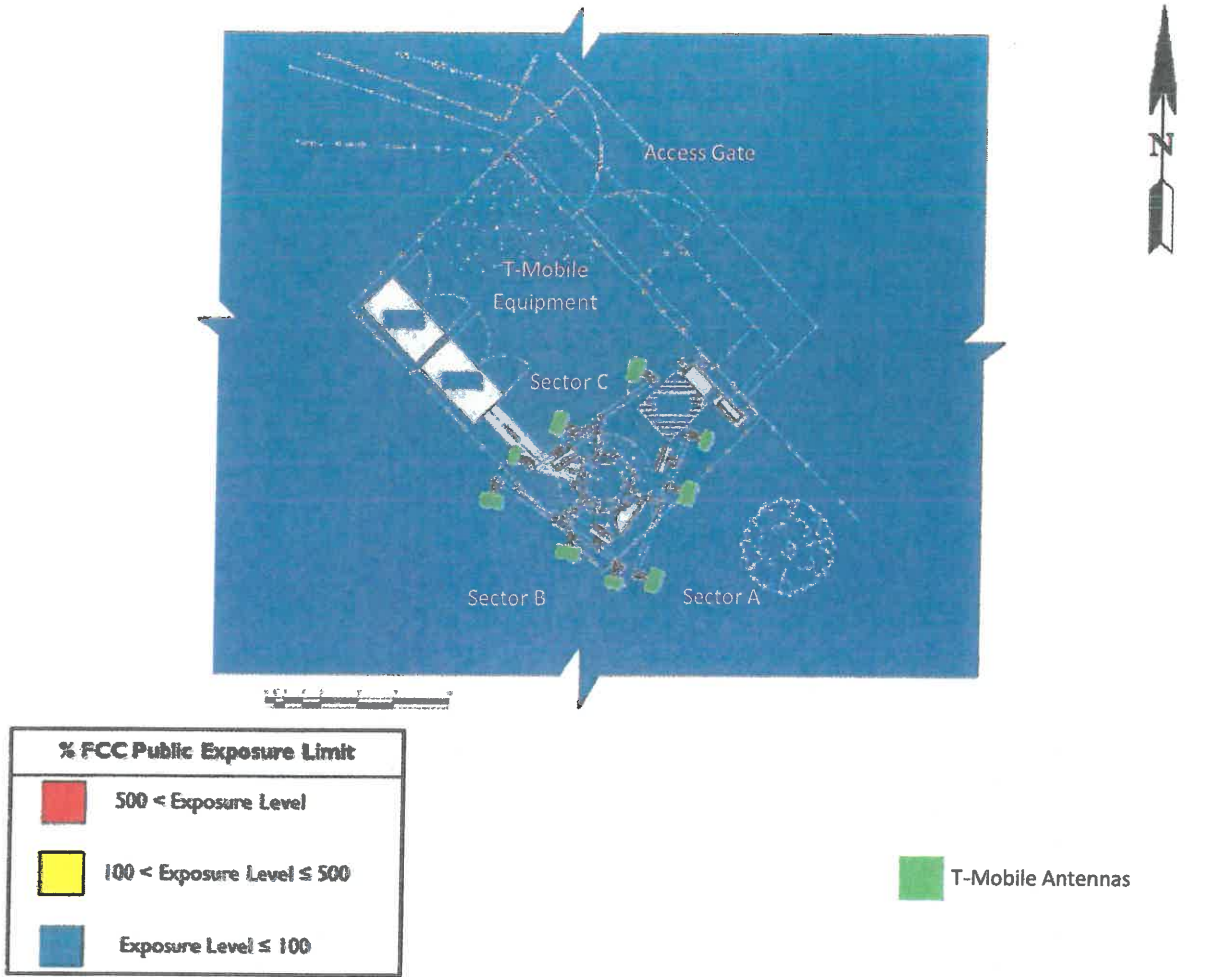 N
Access Gate
T-Mobile
Equipment
Sector C
Sector B
Sector A
% FCC Public Exposure Limit
500 < Exposure Level
100 < Exposure Level ≤ 500
Exposure Level ≤ 100
T-Mobile Antennas